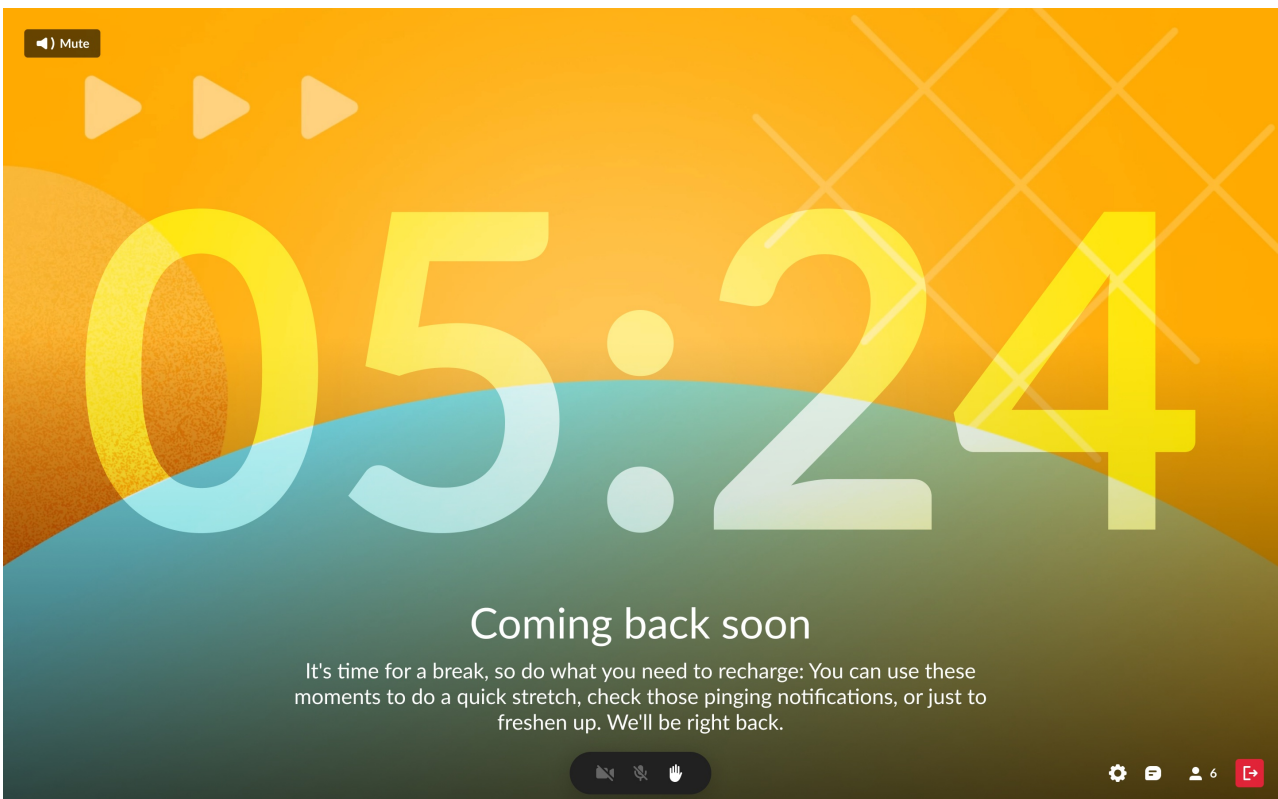 Mute
05:24
Coming back soon
It's time for a break, so do what you need to recharge: You can use these
moments to do a quick stretch, check those pinging notifications, or just to
freshen up. We'll be right back.
6